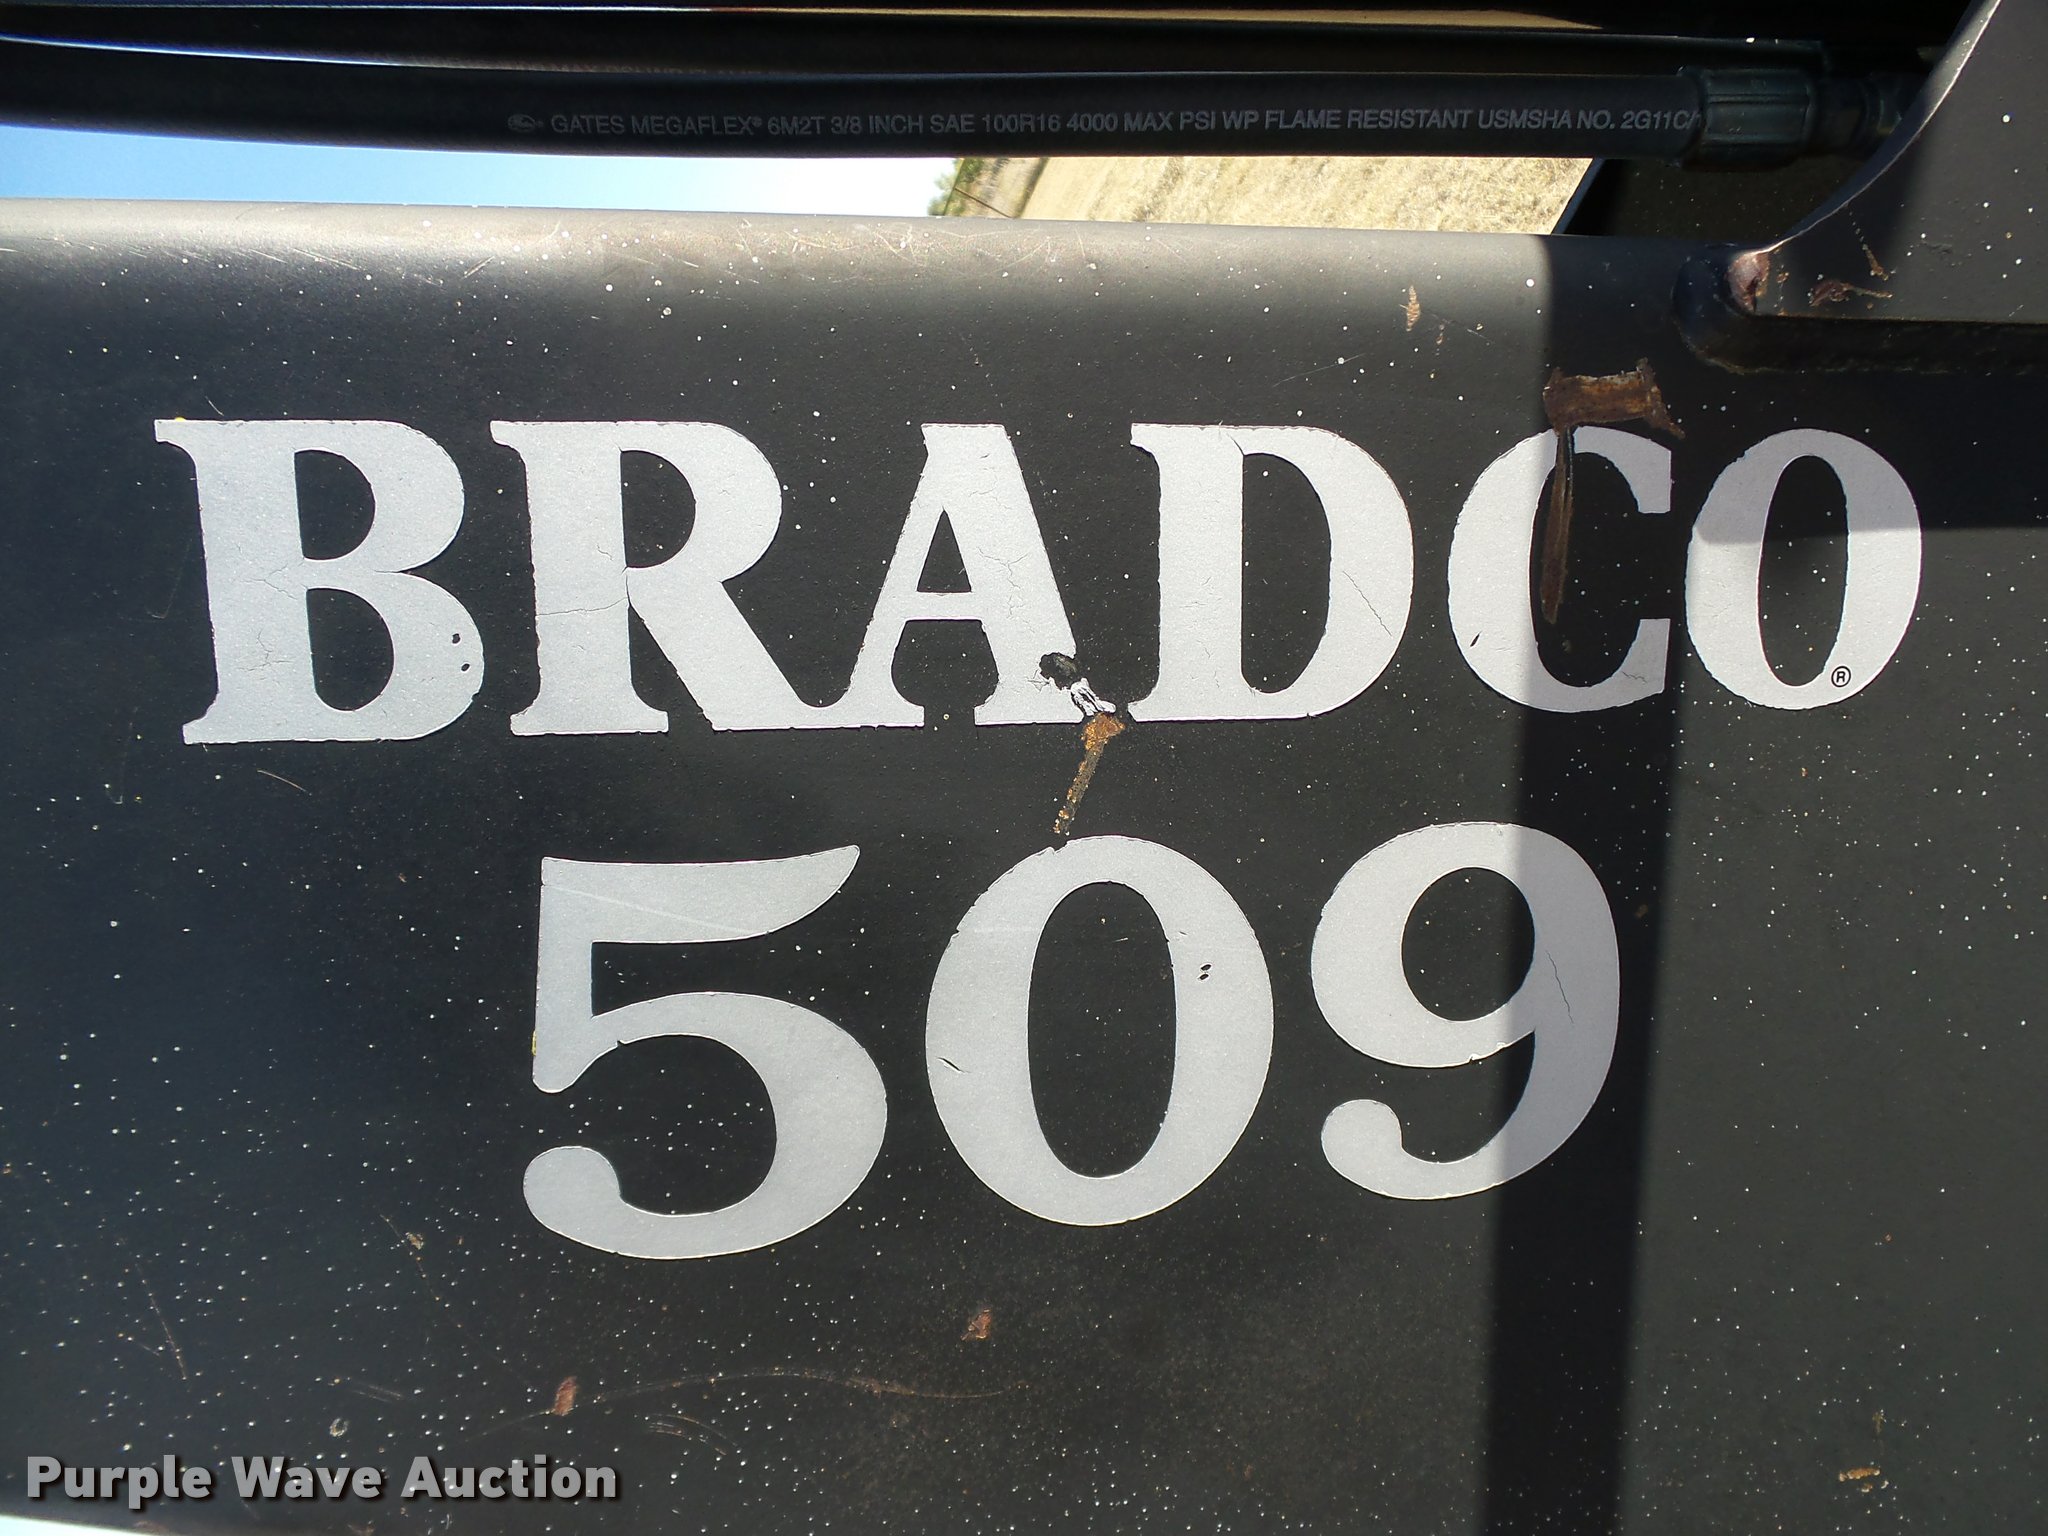 GATES MEGAFLEX® 6M2T 3/8 INCH SAE 100R16 4000 MAX PSI WP FLAME RESISTANT USMSHA NO. 2G11C/1
BRADCO®
509
Purple Wave Auction